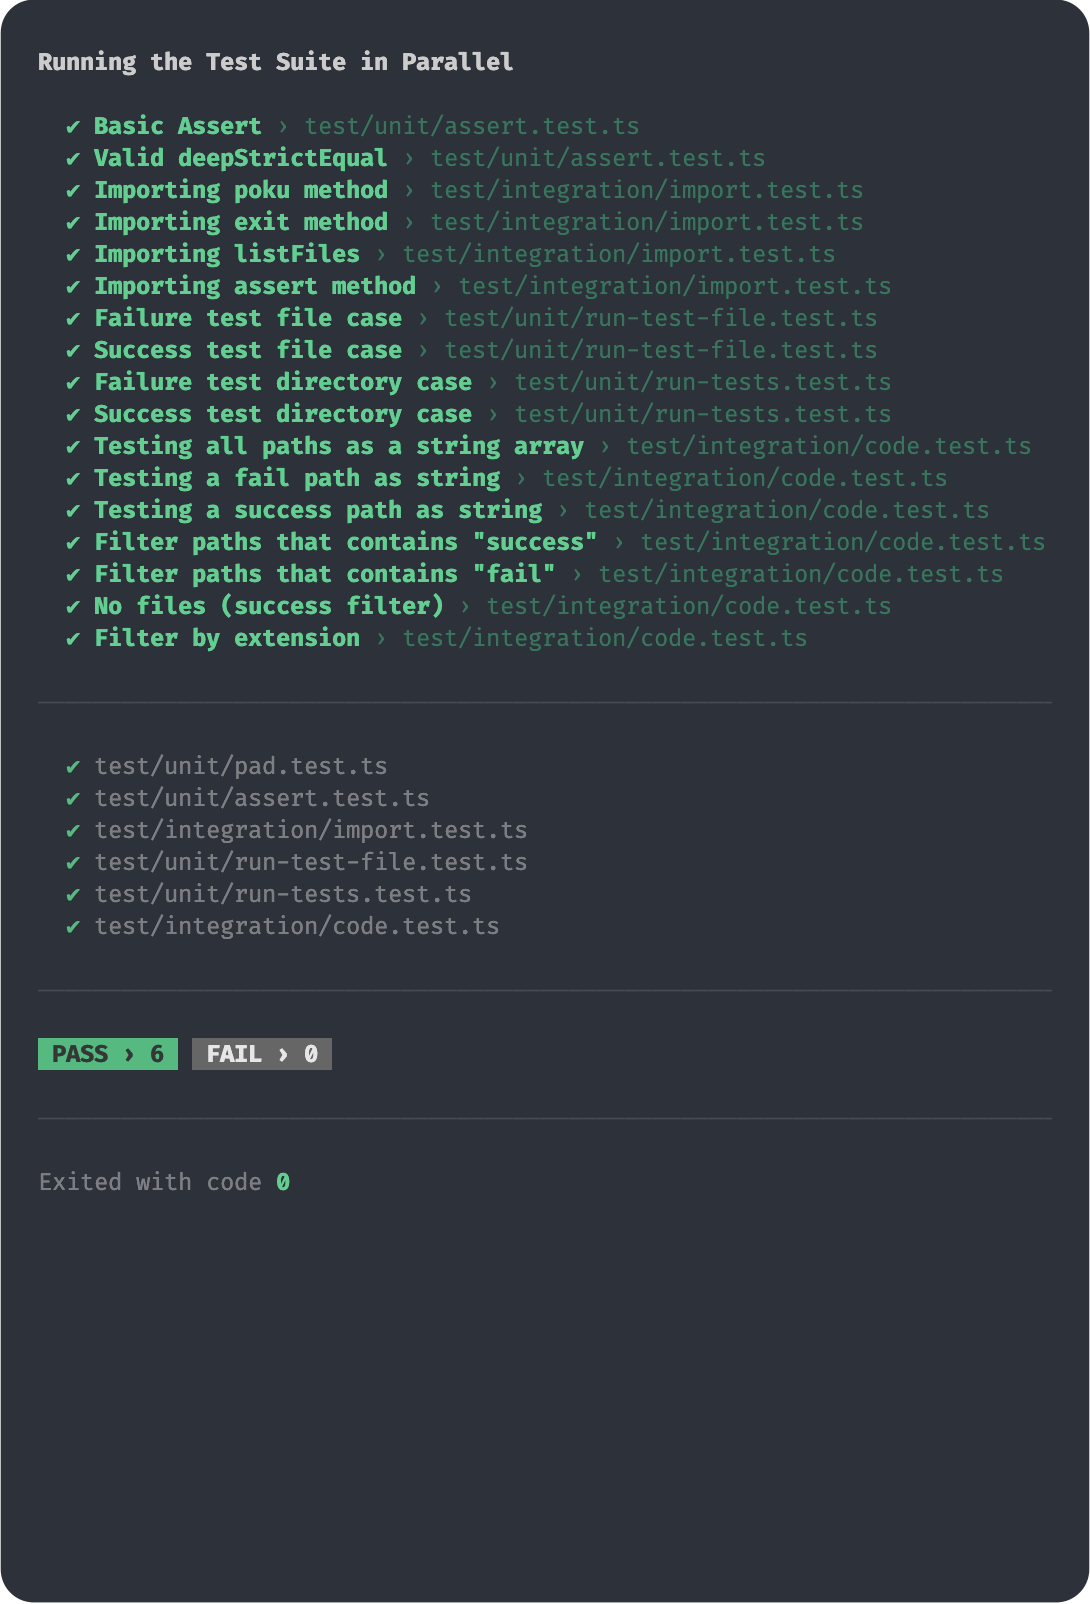 Running the Test Suite in Parallel
✔ Basic Assert › test/unit/assert.test.ts
✔ Valid deepStrictEqual › test/unit/assert.test.ts
✔ Importing poku method › test/integration/import.test.ts
✔ Importing exit method › test/integration/import.test.ts
✔ Importing listFiles › test/integration/import.test.ts
✔ Importing assert method › test/integration/import.test.ts
✔ Failure test file case › test/unit/run-test-file.test.ts
✔ Success test file case › test/unit/run-test-file.test.ts
✔ Failure test directory case › test/unit/run-tests.test.ts
✔ Success test directory case › test/unit/run-tests.test.ts
✔ Testing all paths as a string array › test/integration/code.test.ts
✔ Testing a fail path as string › test/integration/code.test.ts
✔ Testing a success path as string › test/integration/code.test.ts
✔ Filter paths that contains "success" › test/integration/code.test.ts
✔ Filter paths that contains "fail" › test/integration/code.test.ts
✔ No files (success filter) › test/integration/code.test.ts
✔ Filter by extension › test/integration/code.test.ts
✔ test/unit/pad.test.ts
✔ test/unit/assert.test.ts
✔ test/integration/import.test.ts
✔ test/unit/run-test-file.test.ts
✔ test/unit/run-tests.test.ts
✔ test/integration/code.test.ts
PASS › 6 FAIL › 0
Exited with code 0